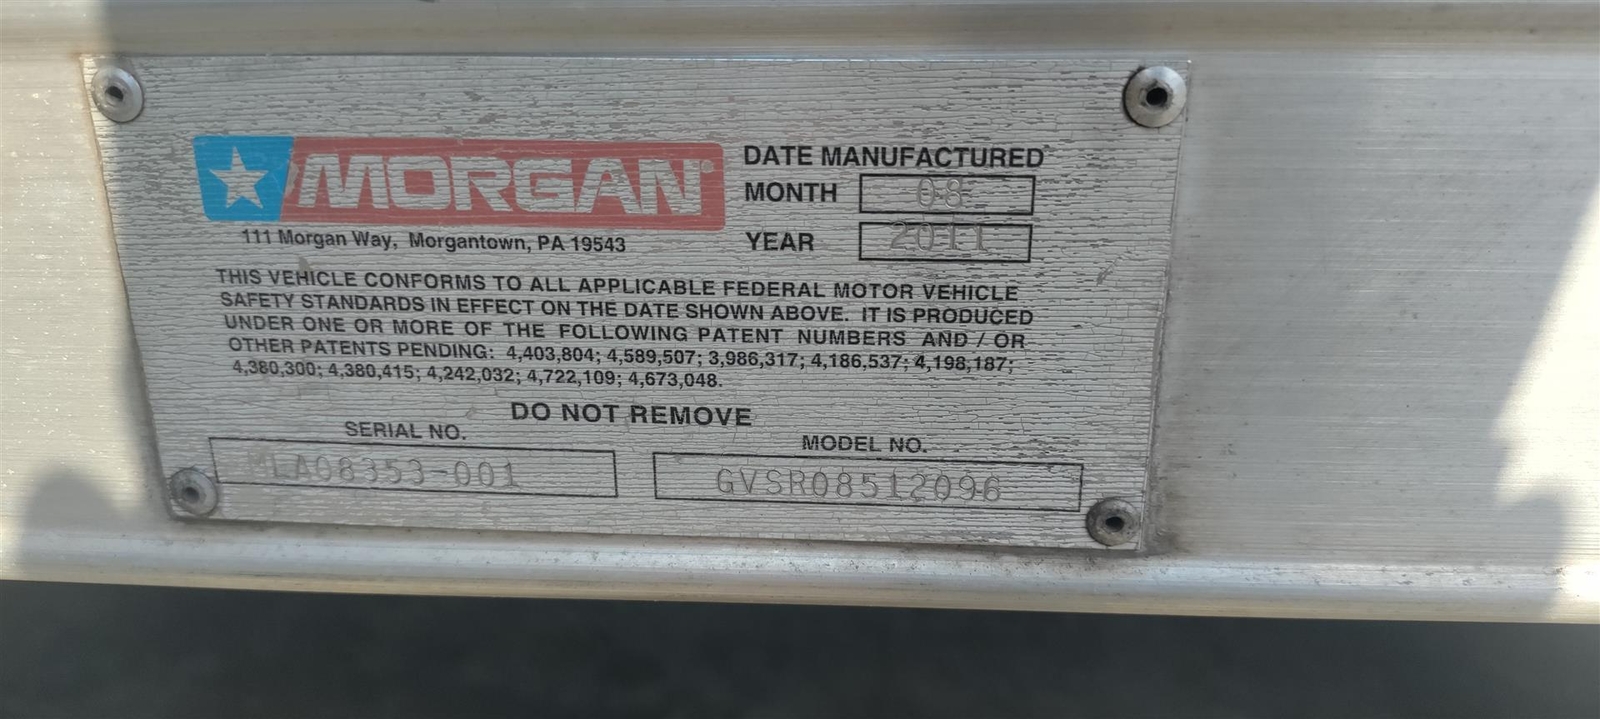 MORGAN
DATE MANUFACTURED
MONTH 08
YEAR 2011
111 Morgan Way, Morgantown, PA 19543
THIS VEHICLE CONFORMS TO ALL APPLICABLE FEDERAL MOTOR VEHICLE
SAFETY STANDARDS IN EFFECT ON THE DATE SHOWN ABOVE. IT IS PRODUCED
UNDER ONE OR MORE OF THE FOLLOWING PATENT NUMBERS AND / OR
OTHER PATENTS PENDING: 4,403,804; 4,589,507; 3,986,317; 4,186,537; 4,198,187;
4,380,300; 4,380,415; 4,242,032; 4,722,109; 4,673,048.
DO NOT REMOVE
SERIAL NO.
MODEL NO.
GVSR08512096